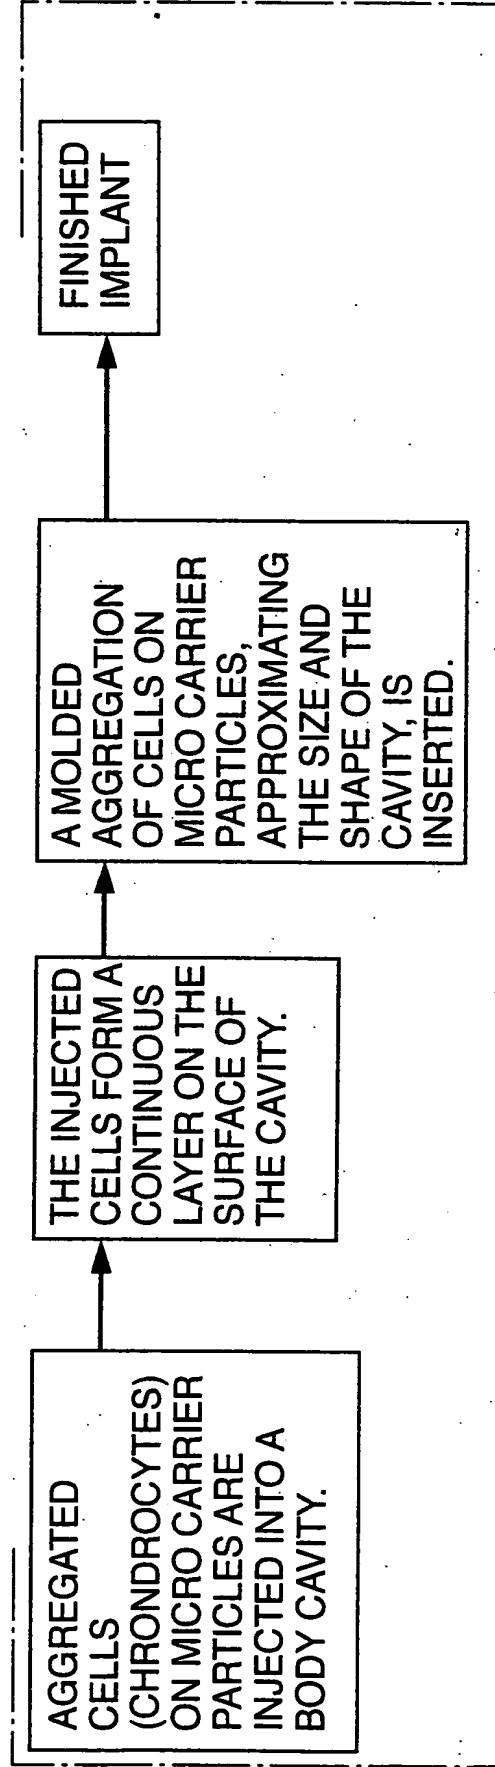 AGGREGATED
CELLS
(CHRONDROCYTES)
ON MICRO CARRIER
PARTICLES ARE
INJECTED INTO A
BODY CAVITY.
THE INJECTED
CELLS FORM A
CONTINUOUS
LAYER ON THE
SURFACE OF
THE CAVITY.
A MOLDED
AGGREGATION
OF CELLS ON
MICRO CARRIER
PARTICLES,
APPROXIMATING
THE SIZE AND
SHAPE OF THE
CAVITY, IS
INSERTED.
FINISHED
IMPLANT